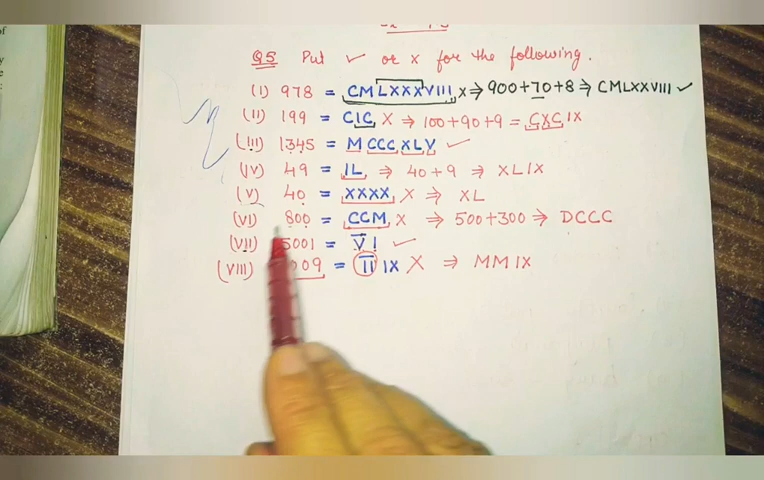 Q5 Put ✓ or x for the following.
(I) 978 = CMLXXXVIII x ⇒ 900+70+8 ⇒ CMLXXVIII ✓
(II) 199 = CIC X ⇒ 100+90+9 = CXCIX
(III) 1345 = MCCCXLV ✓
(IV) 49 = IL ⇒ 40+9 ⇒ XLIX
(V) 40 = XXXX X ⇒ XL
(VI) 800 = CCM X ⇒ 500+300 ⇒ DCCC
(VII) 5001 = V̅I ✓
(VIII) 009 = I̅I̅IX X ⇒ MMIX